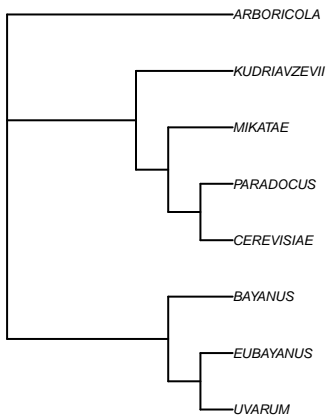 ARBORICOLA
KUDRIAVZEVII
MIKATAE
PARADOCUS
CEREVISIAE
BAYANUS
EUBAYANUS
UVARUM